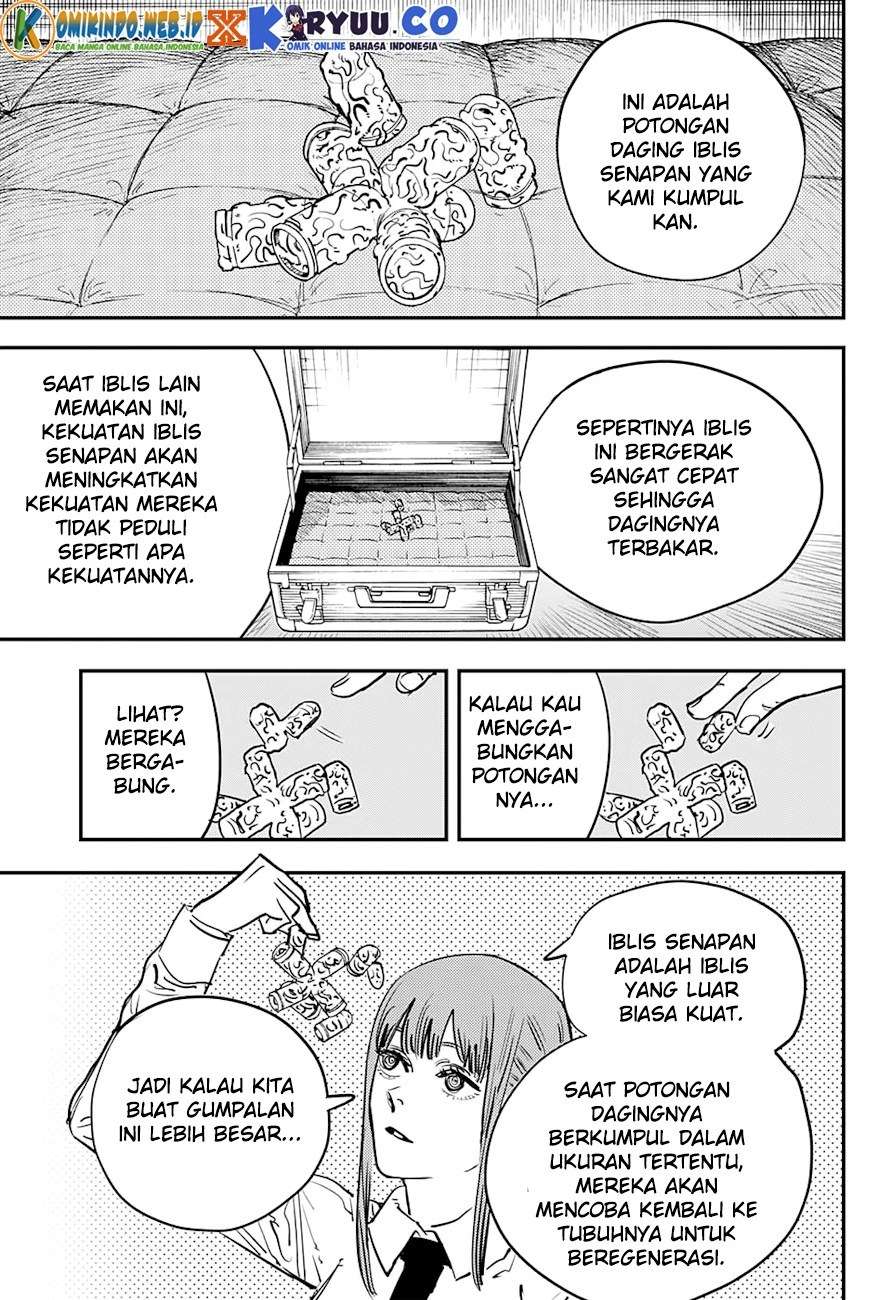 KOMIKINDO.WEB.ID X KIRYUU.CO
BACA MANGA ONLINE BAHASA INDONESIA
OMIK ONLINE BAHASA INDONESIA
INI ADALAH
POTONGAN
DAGING IBLIS
SENAPAN YANG
KAMI KUMPUL
KAN.
SEPERTINYA IBLIS
INI BERGERAK
SANGAT CEPAT
SEHINGGA
DAGINGNYA
TERBAKAR.
SAAT IBLIS LAIN
MEMAKAN INI,
KEKUATAN IBLIS
SENAPAN AKAN
MENINGKATKAN
KEKUATAN MEREKA
TIDAK PEDULI
SEPERTI APA
KEKUATANNYA.
KALAU KAU
MENGGA-
BUNGKAN
POTONGAN
NYA...
LIHAT?
MEREKA
BERGA-
BUNG.
IBLIS SENAPAN
ADALAH IBLIS
YANG LUAR
BIASA KUAT.
SAAT POTONGAN
DAGINGNYA
BERKUMPUL DALAM
UKURAN TERTENTU,
MEREKA AKAN
MENCOBA KEMBALI KE
TUBUHNYA UNTUK
BEREGENERASI.
JADI KALAU KITA
BUAT GUMPALAN
INI LEBIH BESAR...